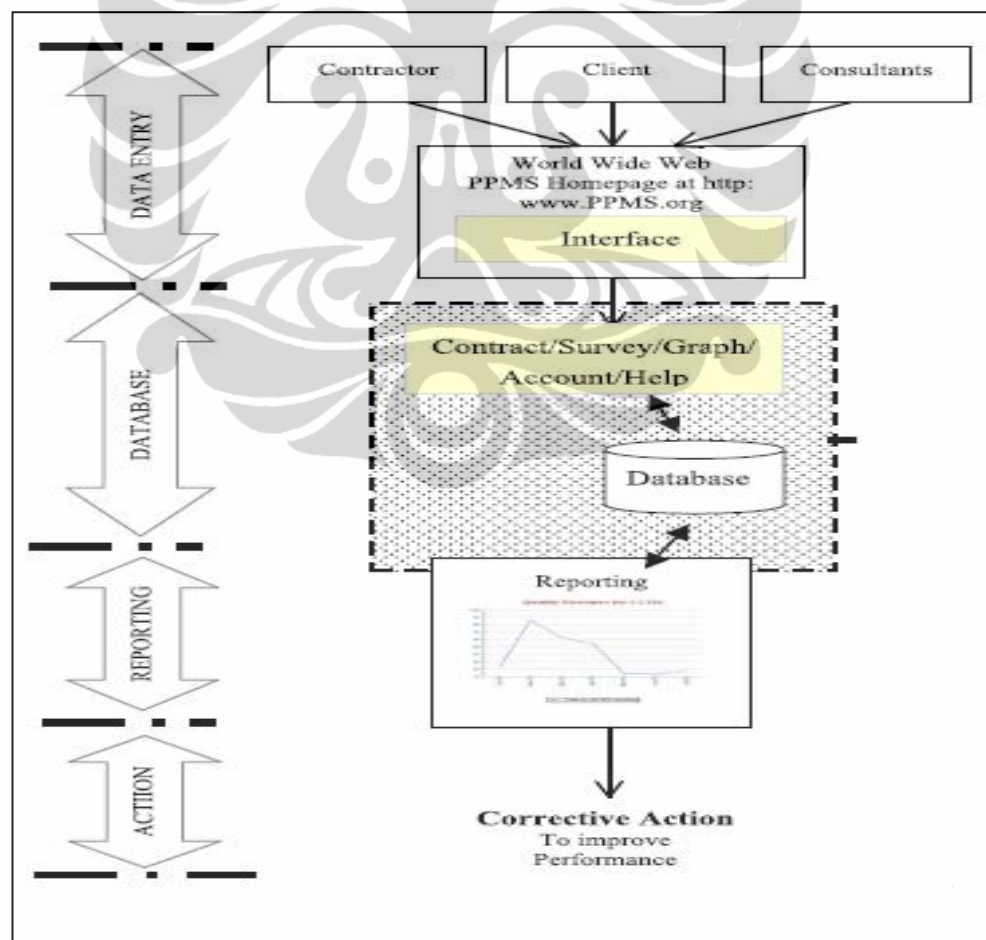 Contractor
Client
Consultants
DATA ENTRY
World Wide Web
PPMS Homepage at http:
www.PPMS.org
Interface
DATABASE
Contract/Survey/Graph/
Account/Help
Database
REPORTING
Reporting
ACTIION
Corrective Action
To improve
Performance